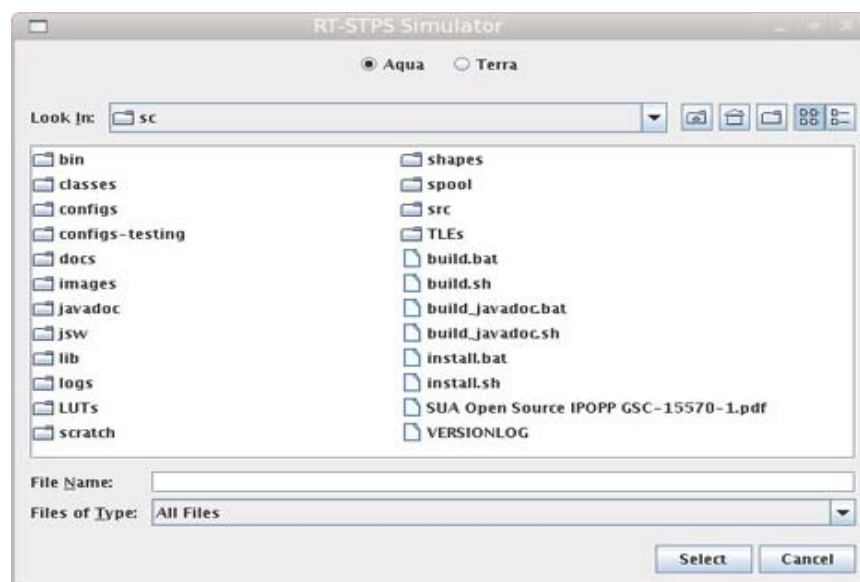 RT-STPS Simulator
Aqua Terra
Look In: sc
bin
classes
configs
configs-testing
docs
images
javadoc
jsw
lib
logs
LUTs
scratch
shapes
spool
src
TLEs
build.bat
build.sh
build_javadoc.bat
build_javadoc.sh
install.bat
install.sh
SUA Open Source IPOPP GSC-15570-1.pdf
VERSIONLOG
File Name:
Files of Type: All Files
Select Cancel